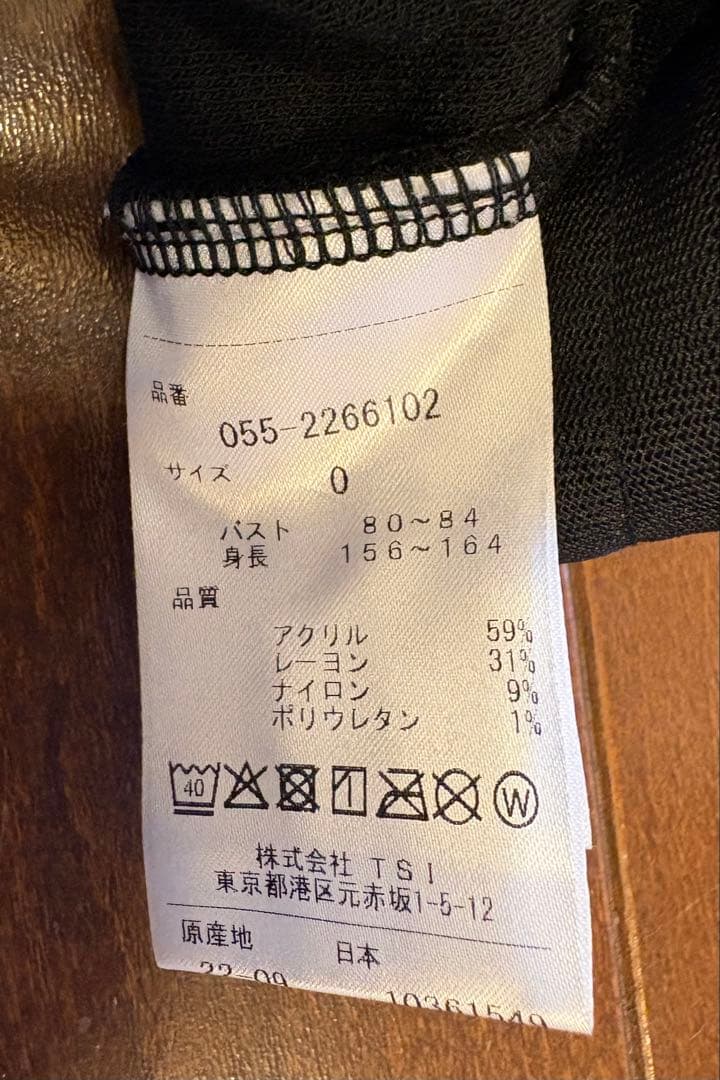 品番
055-2266102
サイズ 0
バスト 80～84
身長 156～164
品質
アクリル 59%
レーヨン 31%
ナイロン 9%
ポリウレタン 1%
40 W
株式会社 TSI
東京都港区元赤坂1-5-12
原産地 日本
22-09 10361549